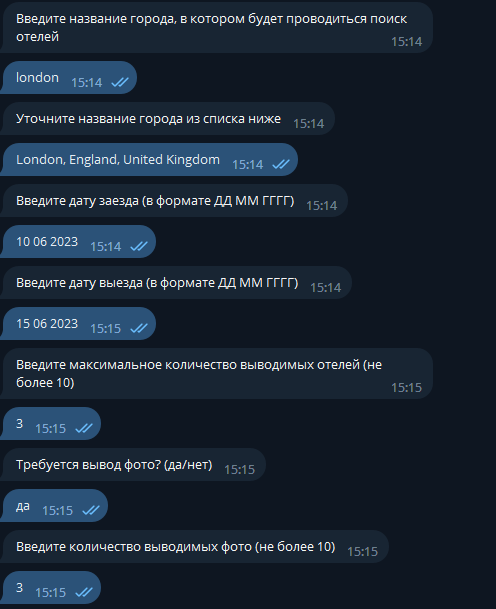 Введите название города, в котором будет проводиться поиск
отелей 15:14
london 15:14
Уточните название города из списка ниже 15:14
London, England, United Kingdom 15:14
Введите дату заезда (в формате ДД ММ ГГГГ) 15:14
10 06 2023 15:14
Введите дату выезда (в формате ДД ММ ГГГГ) 15:14
15 06 2023 15:15
Введите максимальное количество выводимых отелей (не
более 10) 15:15
3 15:15
Требуется вывод фото? (да/нет) 15:15
да 15:15
Введите количество выводимых фото (не более 10) 15:15
3 15:15